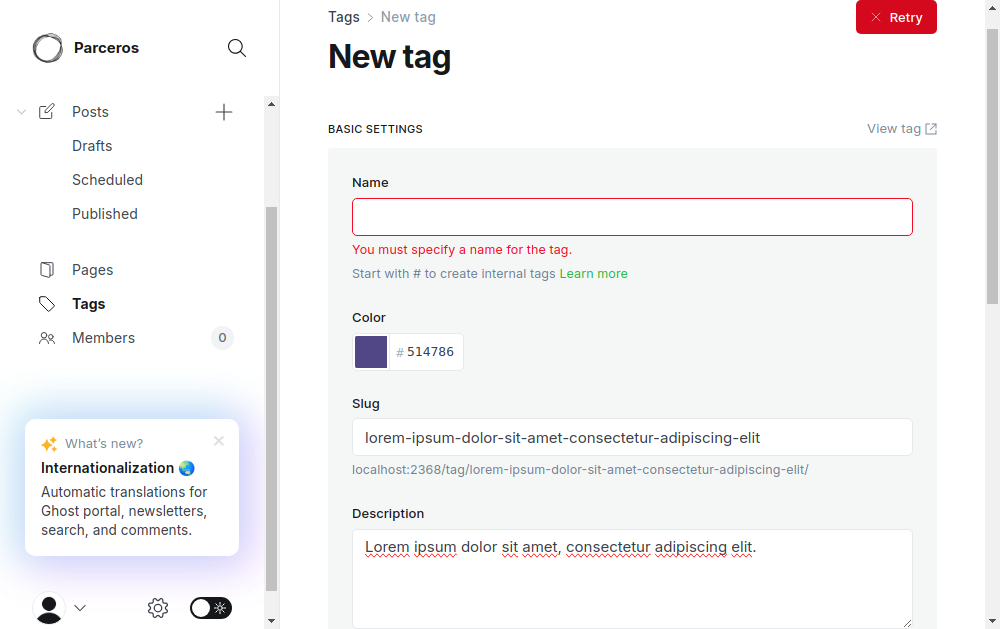 Parceros
Posts
Drafts
Scheduled
Published
Pages
Tags
Members
0
What's new?
Internationalization 🌏
Automatic translations for
Ghost portal, newsletters,
search, and comments.
Tags > New tag
Retry
New tag
BASIC SETTINGS
View tag
Name
You must specify a name for the tag.
Start with # to create internal tags Learn more
Color
# 514786
Slug
lorem-ipsum-dolor-sit-amet-consectetur-adipiscing-elit
localhost:2368/tag/lorem-ipsum-dolor-sit-amet-consectetur-adipiscing-elit/
Description
Lorem ipsum dolor sit amet, consectetur adipiscing elit.